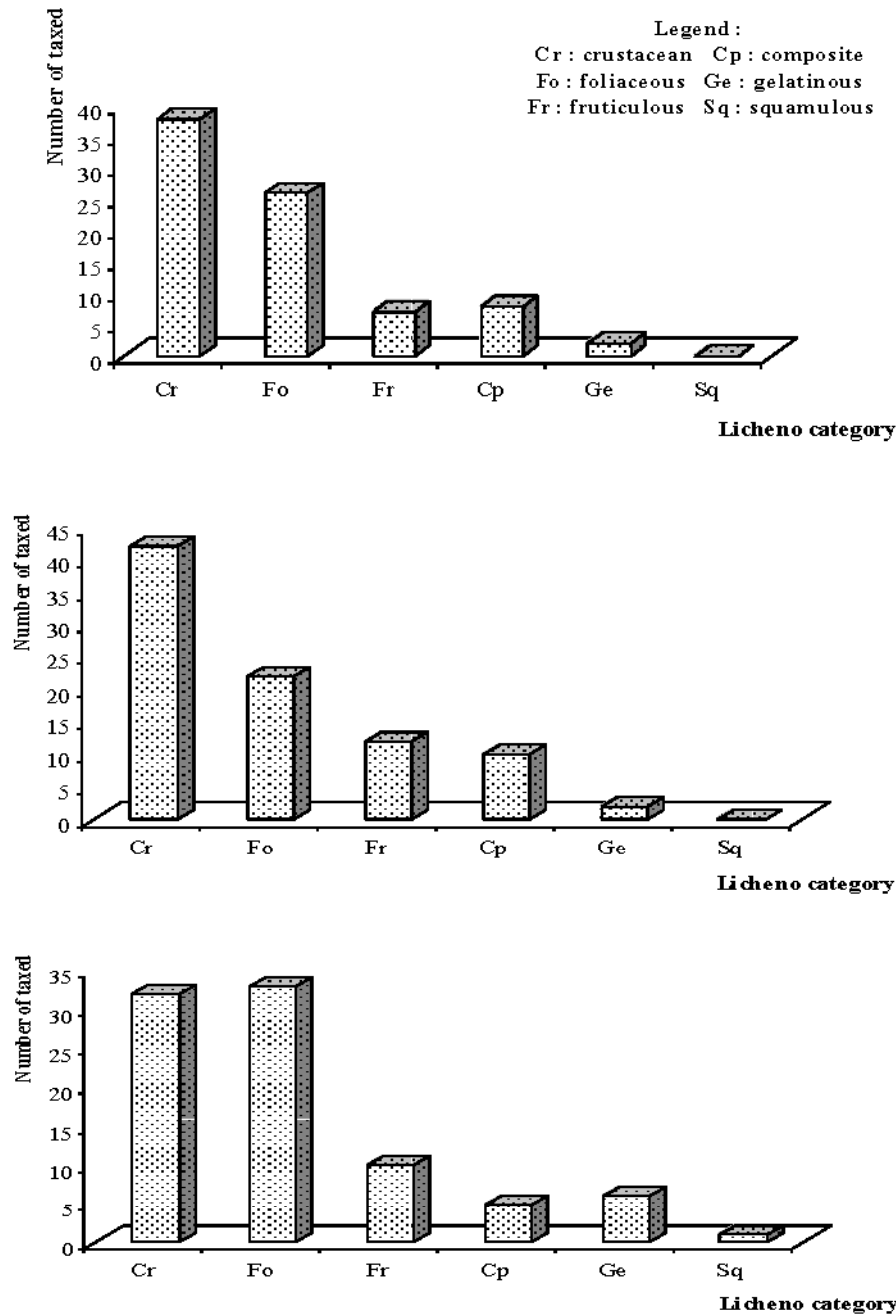 Legend :
Cr : crustacean Cp : composite
Fo : foliaceous Ge : gelatinous
Fr : fruticulous Sq : squamulous
Number of taxed
40
35
30
25
20
15
10
5
0
Cr Fo Fr Cp Ge Sq
Licheno category
Number of taxed
45
40
35
30
25
20
15
10
5
0
Cr Fo Fr Cp Ge Sq
Licheno category
Number of taxed
35
30
25
20
15
10
5
0
Cr Fo Fr Cp Ge Sq
Licheno category